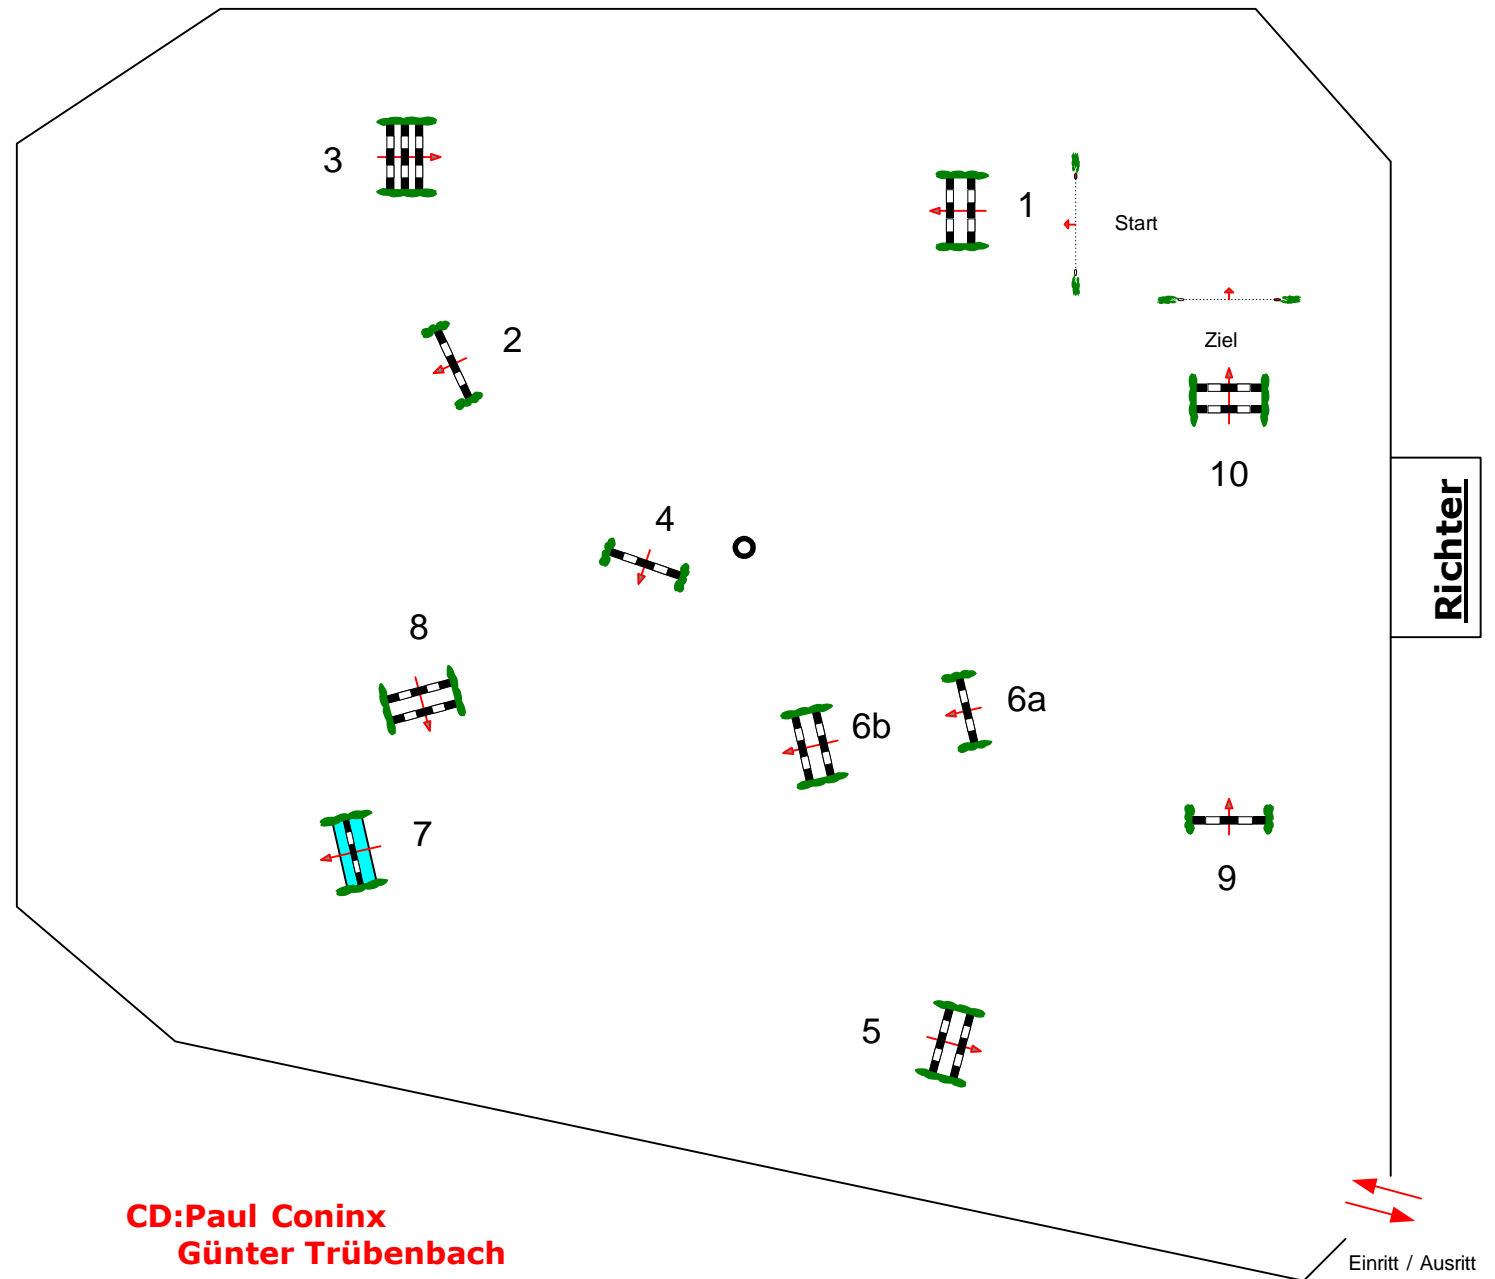 3
1
Start
2
Ziel
10
Richter
4
8
6a
6b
7
9
5
CD:Paul Coninx
Günter Trübenbach
Einritt / Ausritt